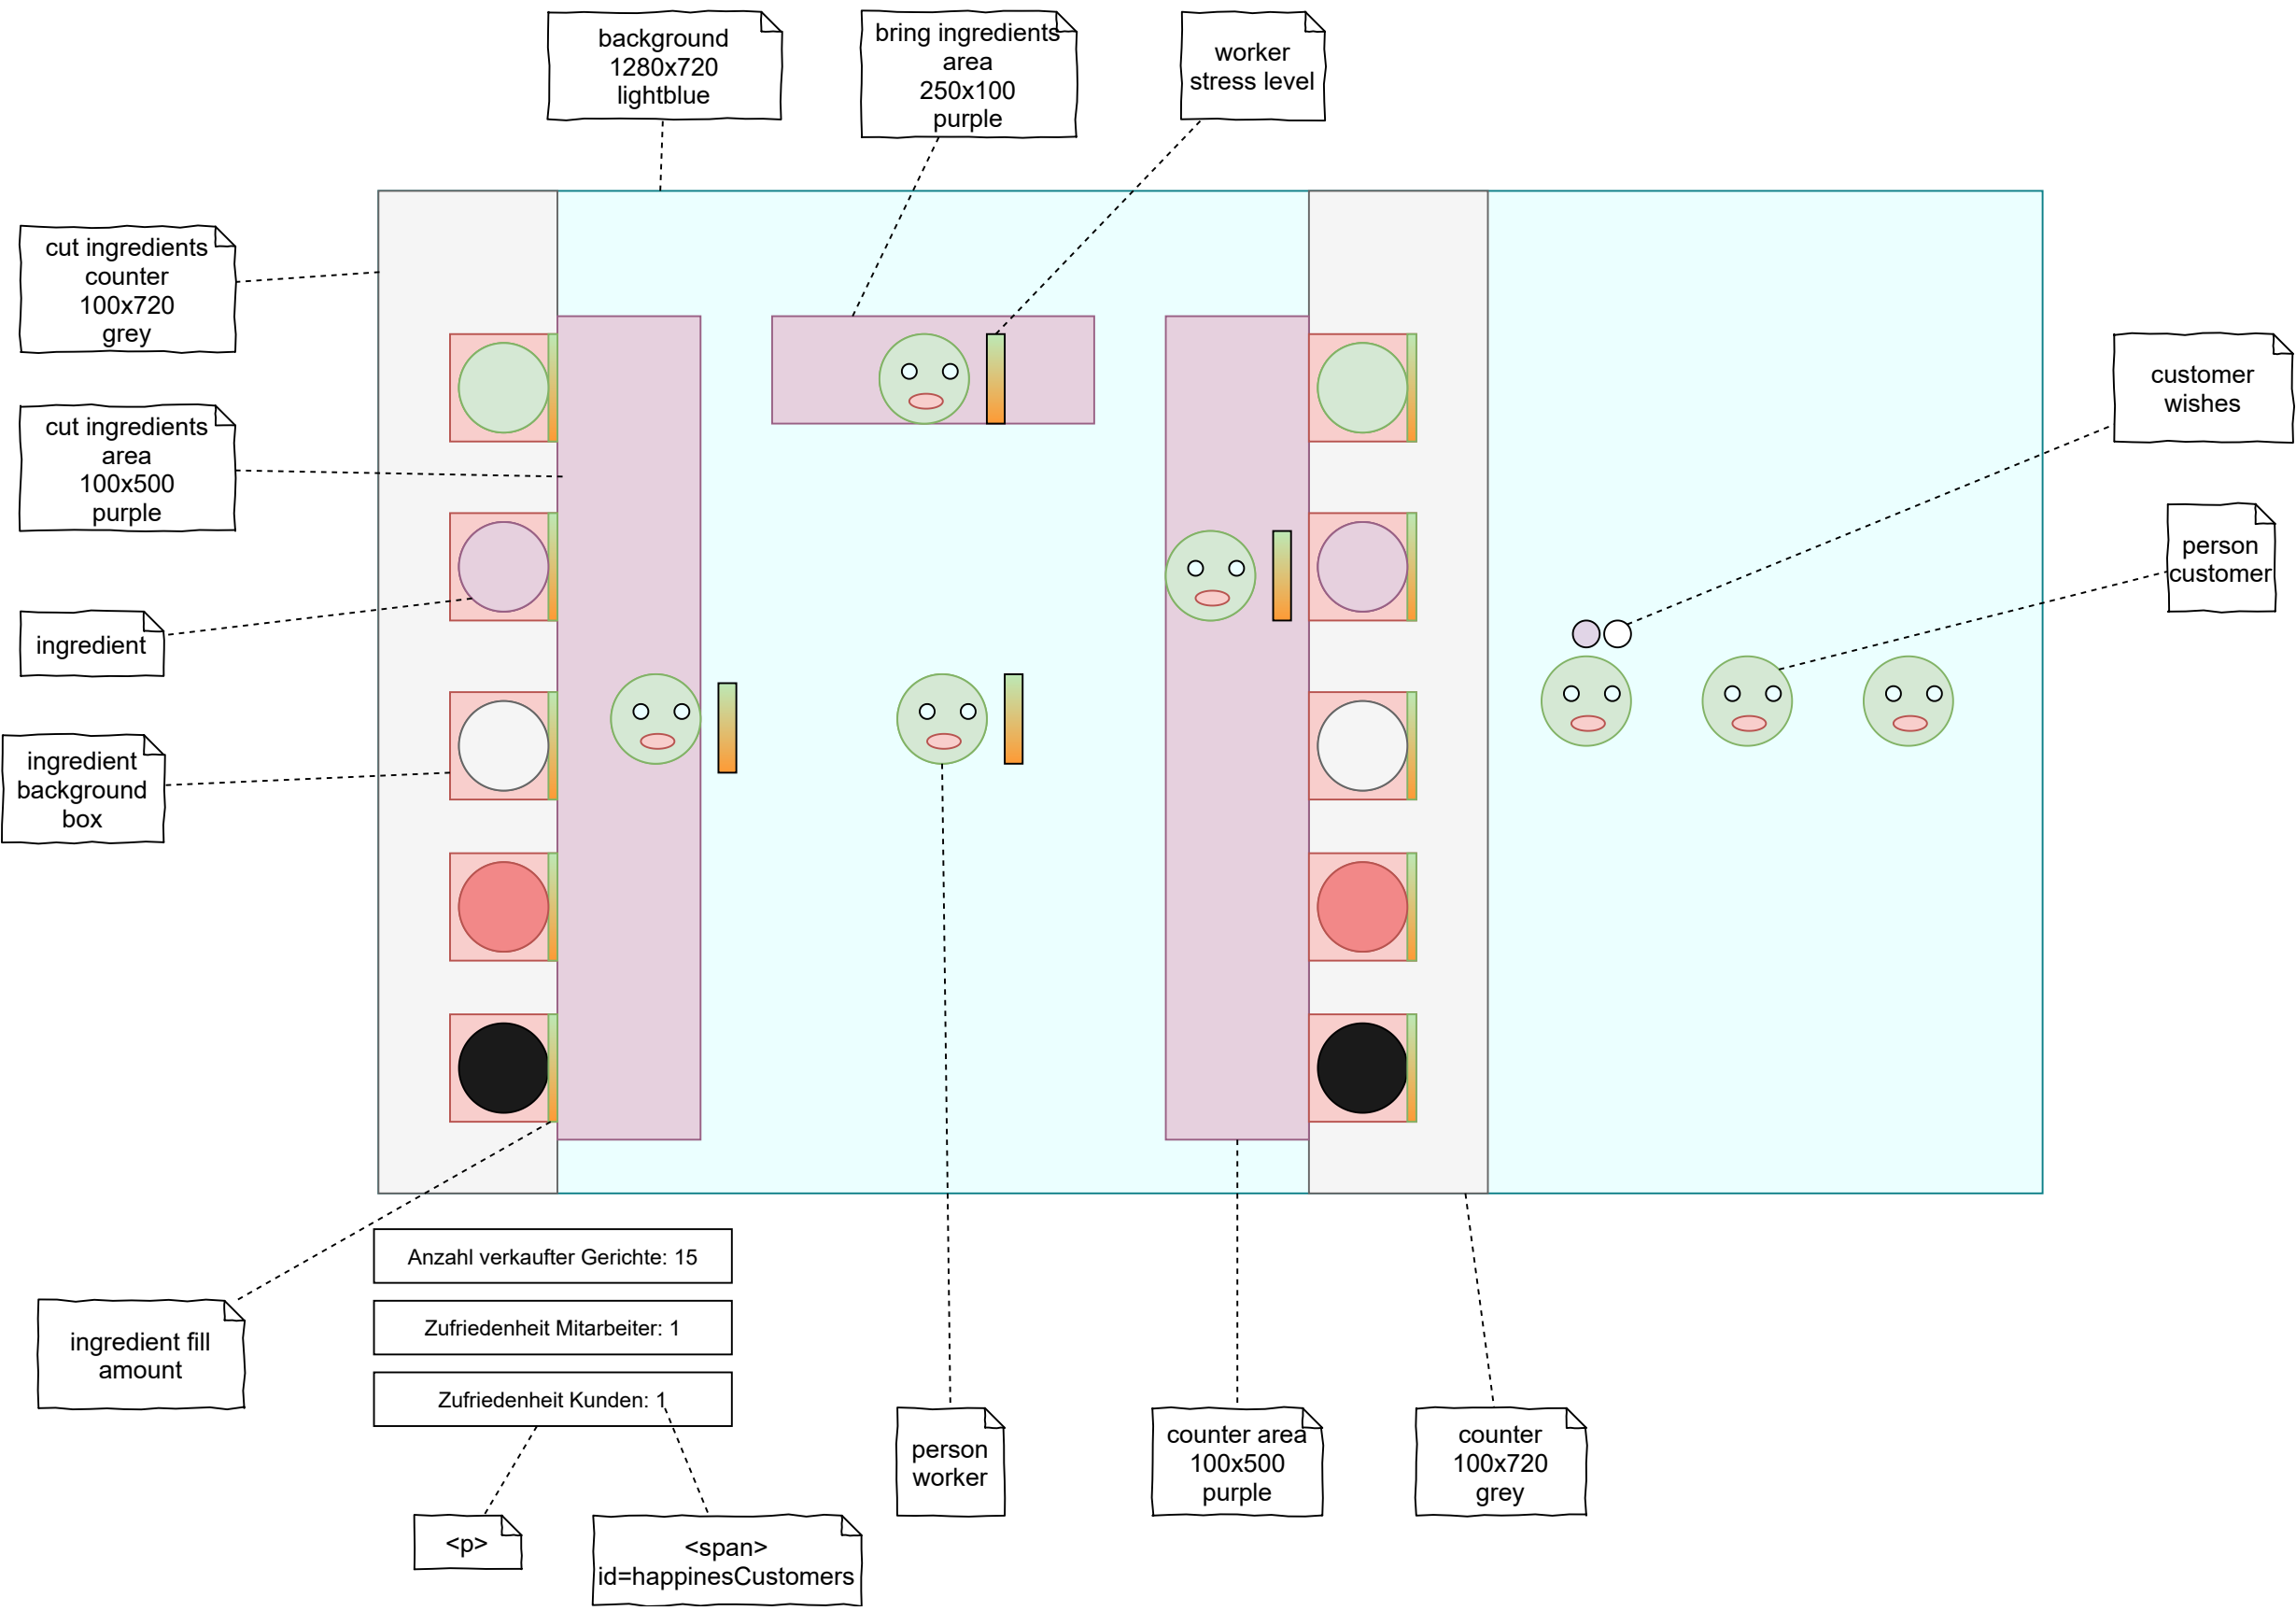 background
1280x720
lightblue
bring ingredients
area
250x100
purple
worker
stress level
cut ingredients
counter
100x720
grey
cut ingredients
area
100x500
purple
ingredient
ingredient
background
box
customer
wishes
person
customer
Anzahl verkaufter Gerichte: 15
Zufriedenheit Mitarbeiter: 1
Zufriedenheit Kunden: 1
ingredient fill
amount
<p>
<span>
id=happinesCustomers
person
worker
counter area
100x500
purple
counter
100x720
grey